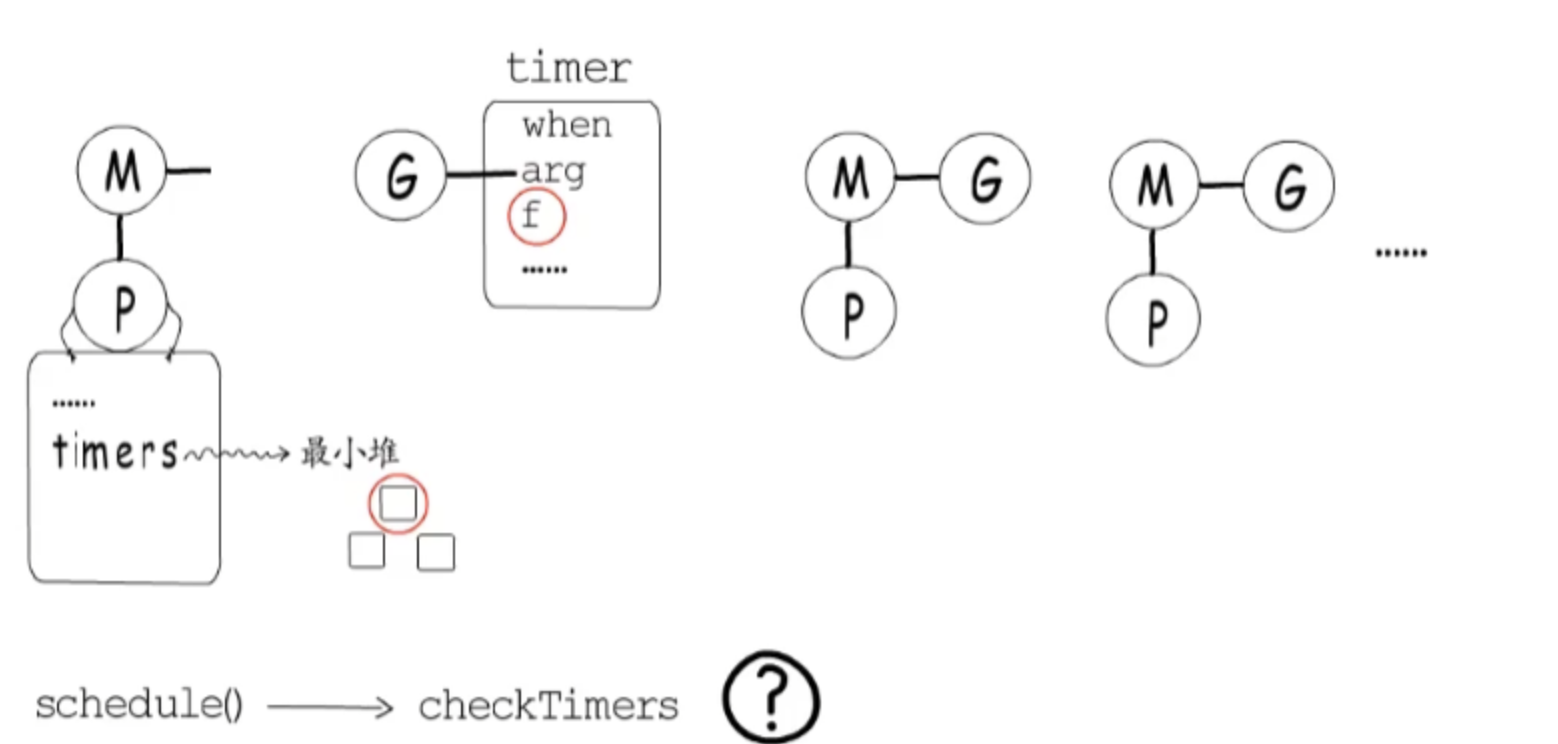 timer
when
arg
f
......
M
G
P
M
G
P
M
G
P
......
......
timers
最小堆
schedule()
checkTimers
?